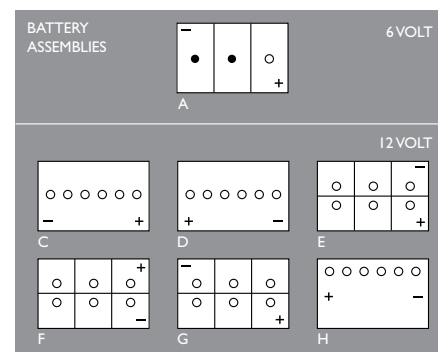 BATTERY
ASSEMBLIES
6 VOLT
–
+
A
12 VOLT
– +
+ –
–
+
C
D
E
+
–
–
+
+ –
F
G
H